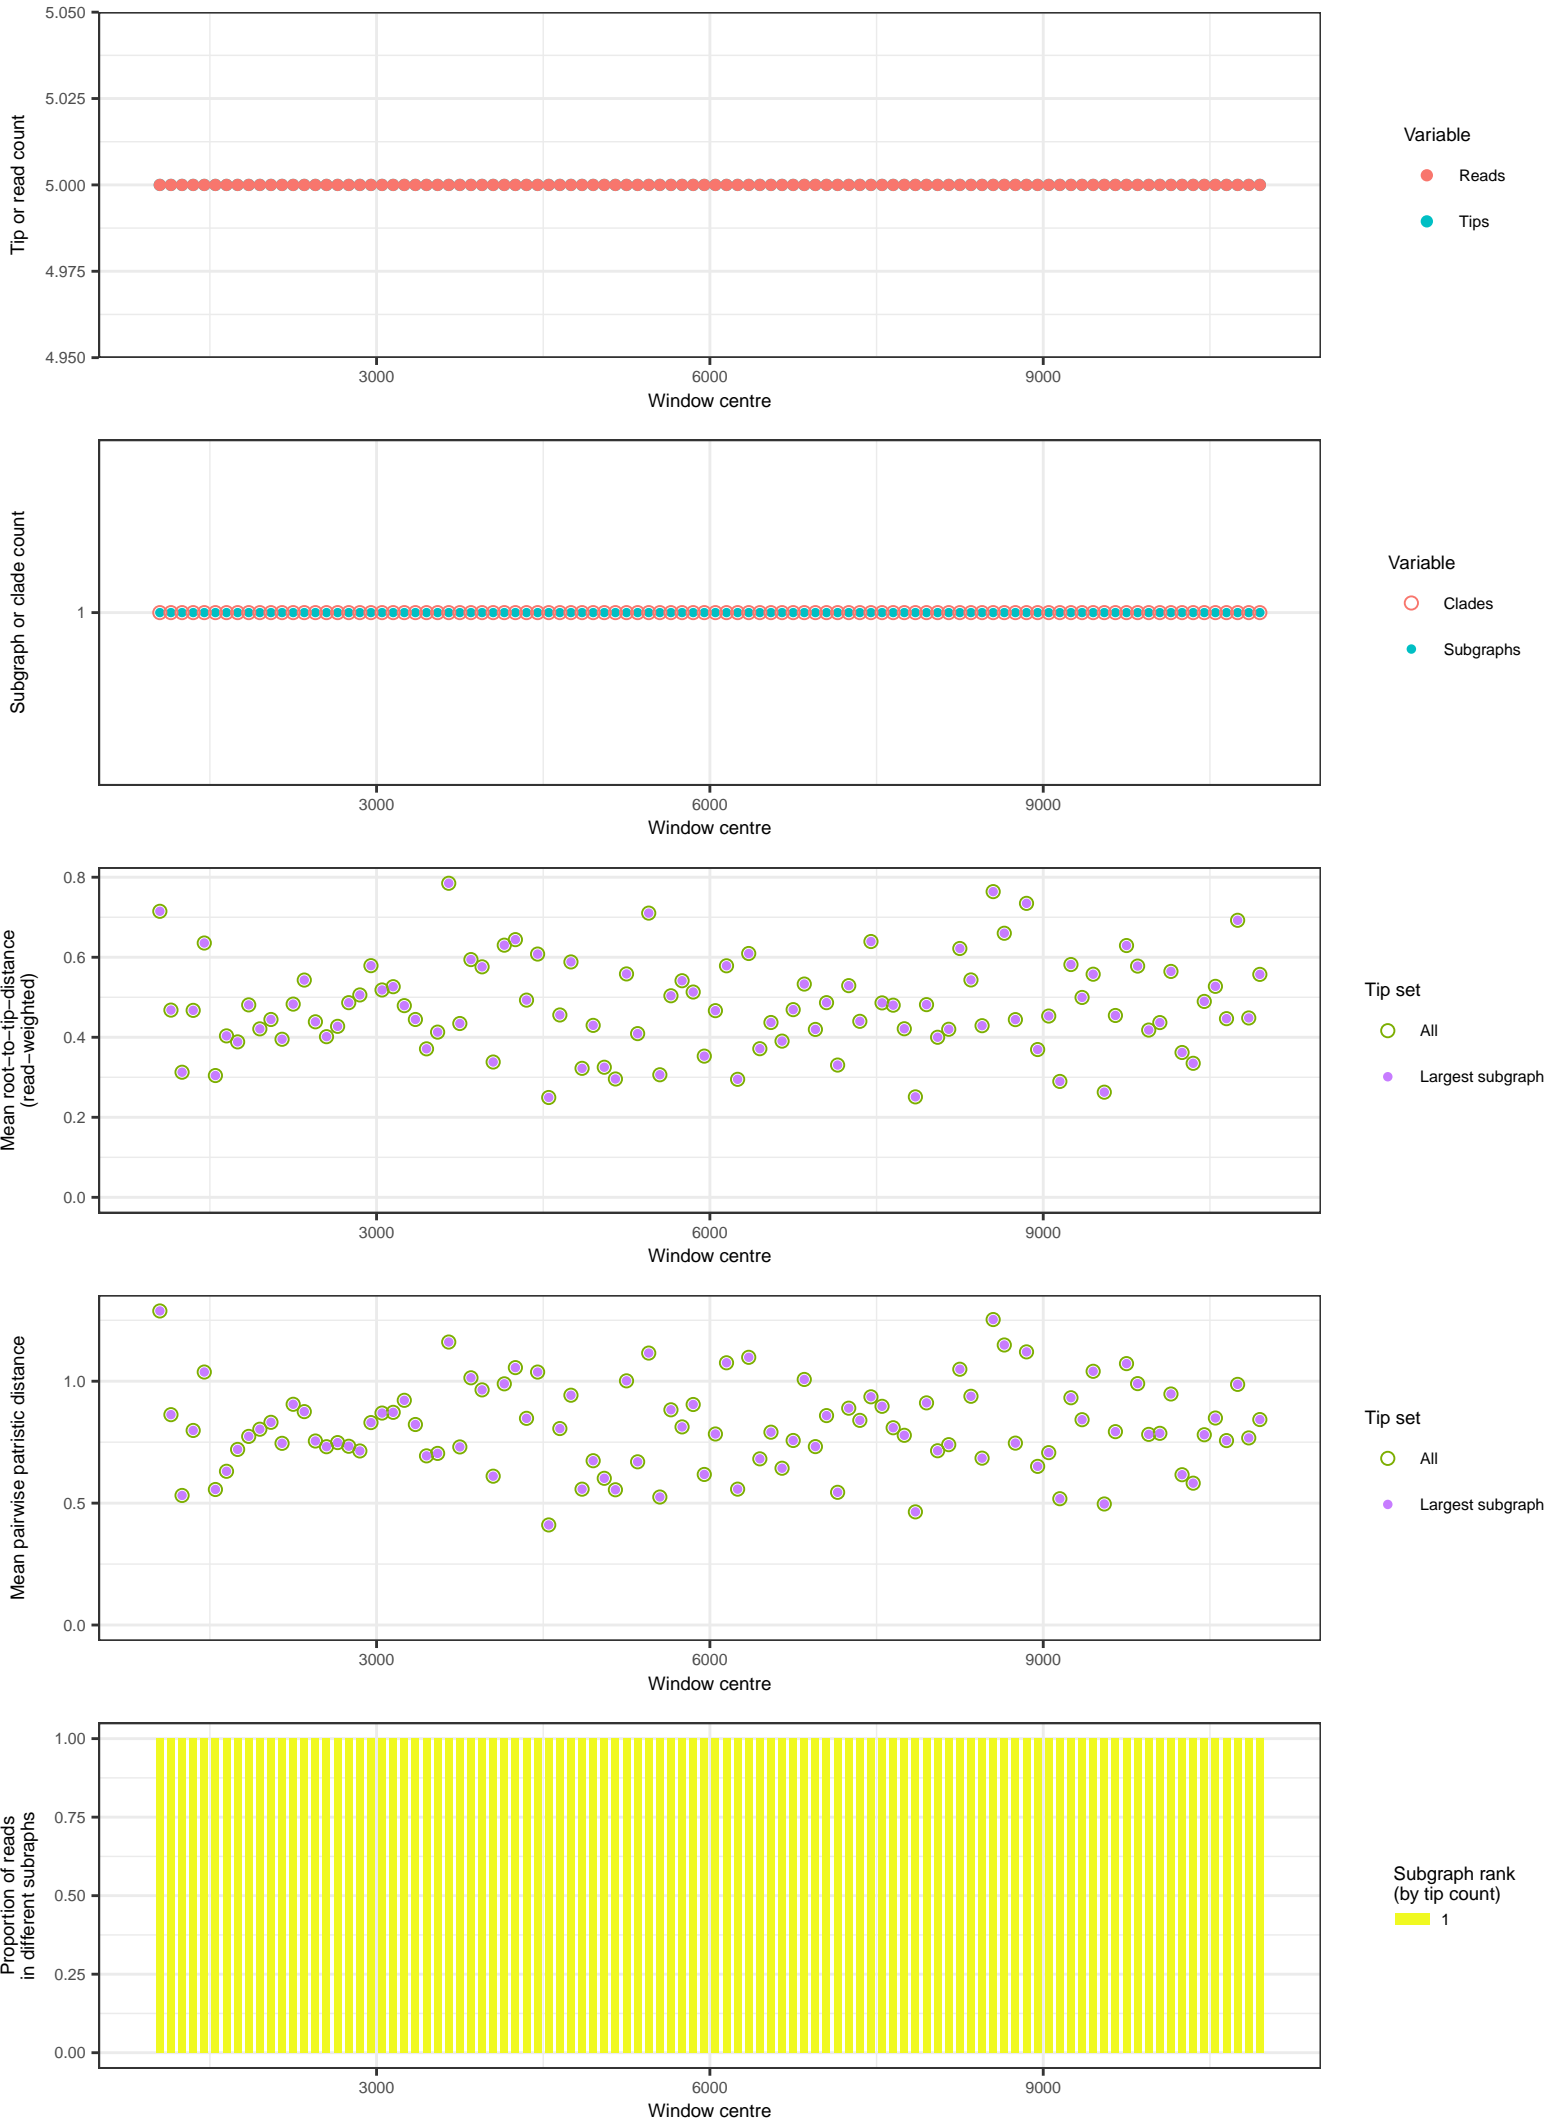 5.050
5.025
5.000
4.975
4.950
Tip or read count
3000 6000 9000
Window centre
Variable
Reads
Tips
1
Subgraph or clade count
3000 6000 9000
Window centre
Variable
Clades
Subgraphs
0.8
0.6
0.4
0.2
0.0
Mean root−to−tip−distance
(read−weighted)
3000 6000 9000
Window centre
Tip set
All
Largest subgraph
1.0
0.5
0.0
Mean pairwise patristic distance
3000 6000 9000
Window centre
Tip set
All
Largest subgraph
1.00
0.75
0.50
0.25
0.00
Proportion of reads
in different subraphs
3000 6000 9000
Window centre
Subgraph rank
(by tip count)
1